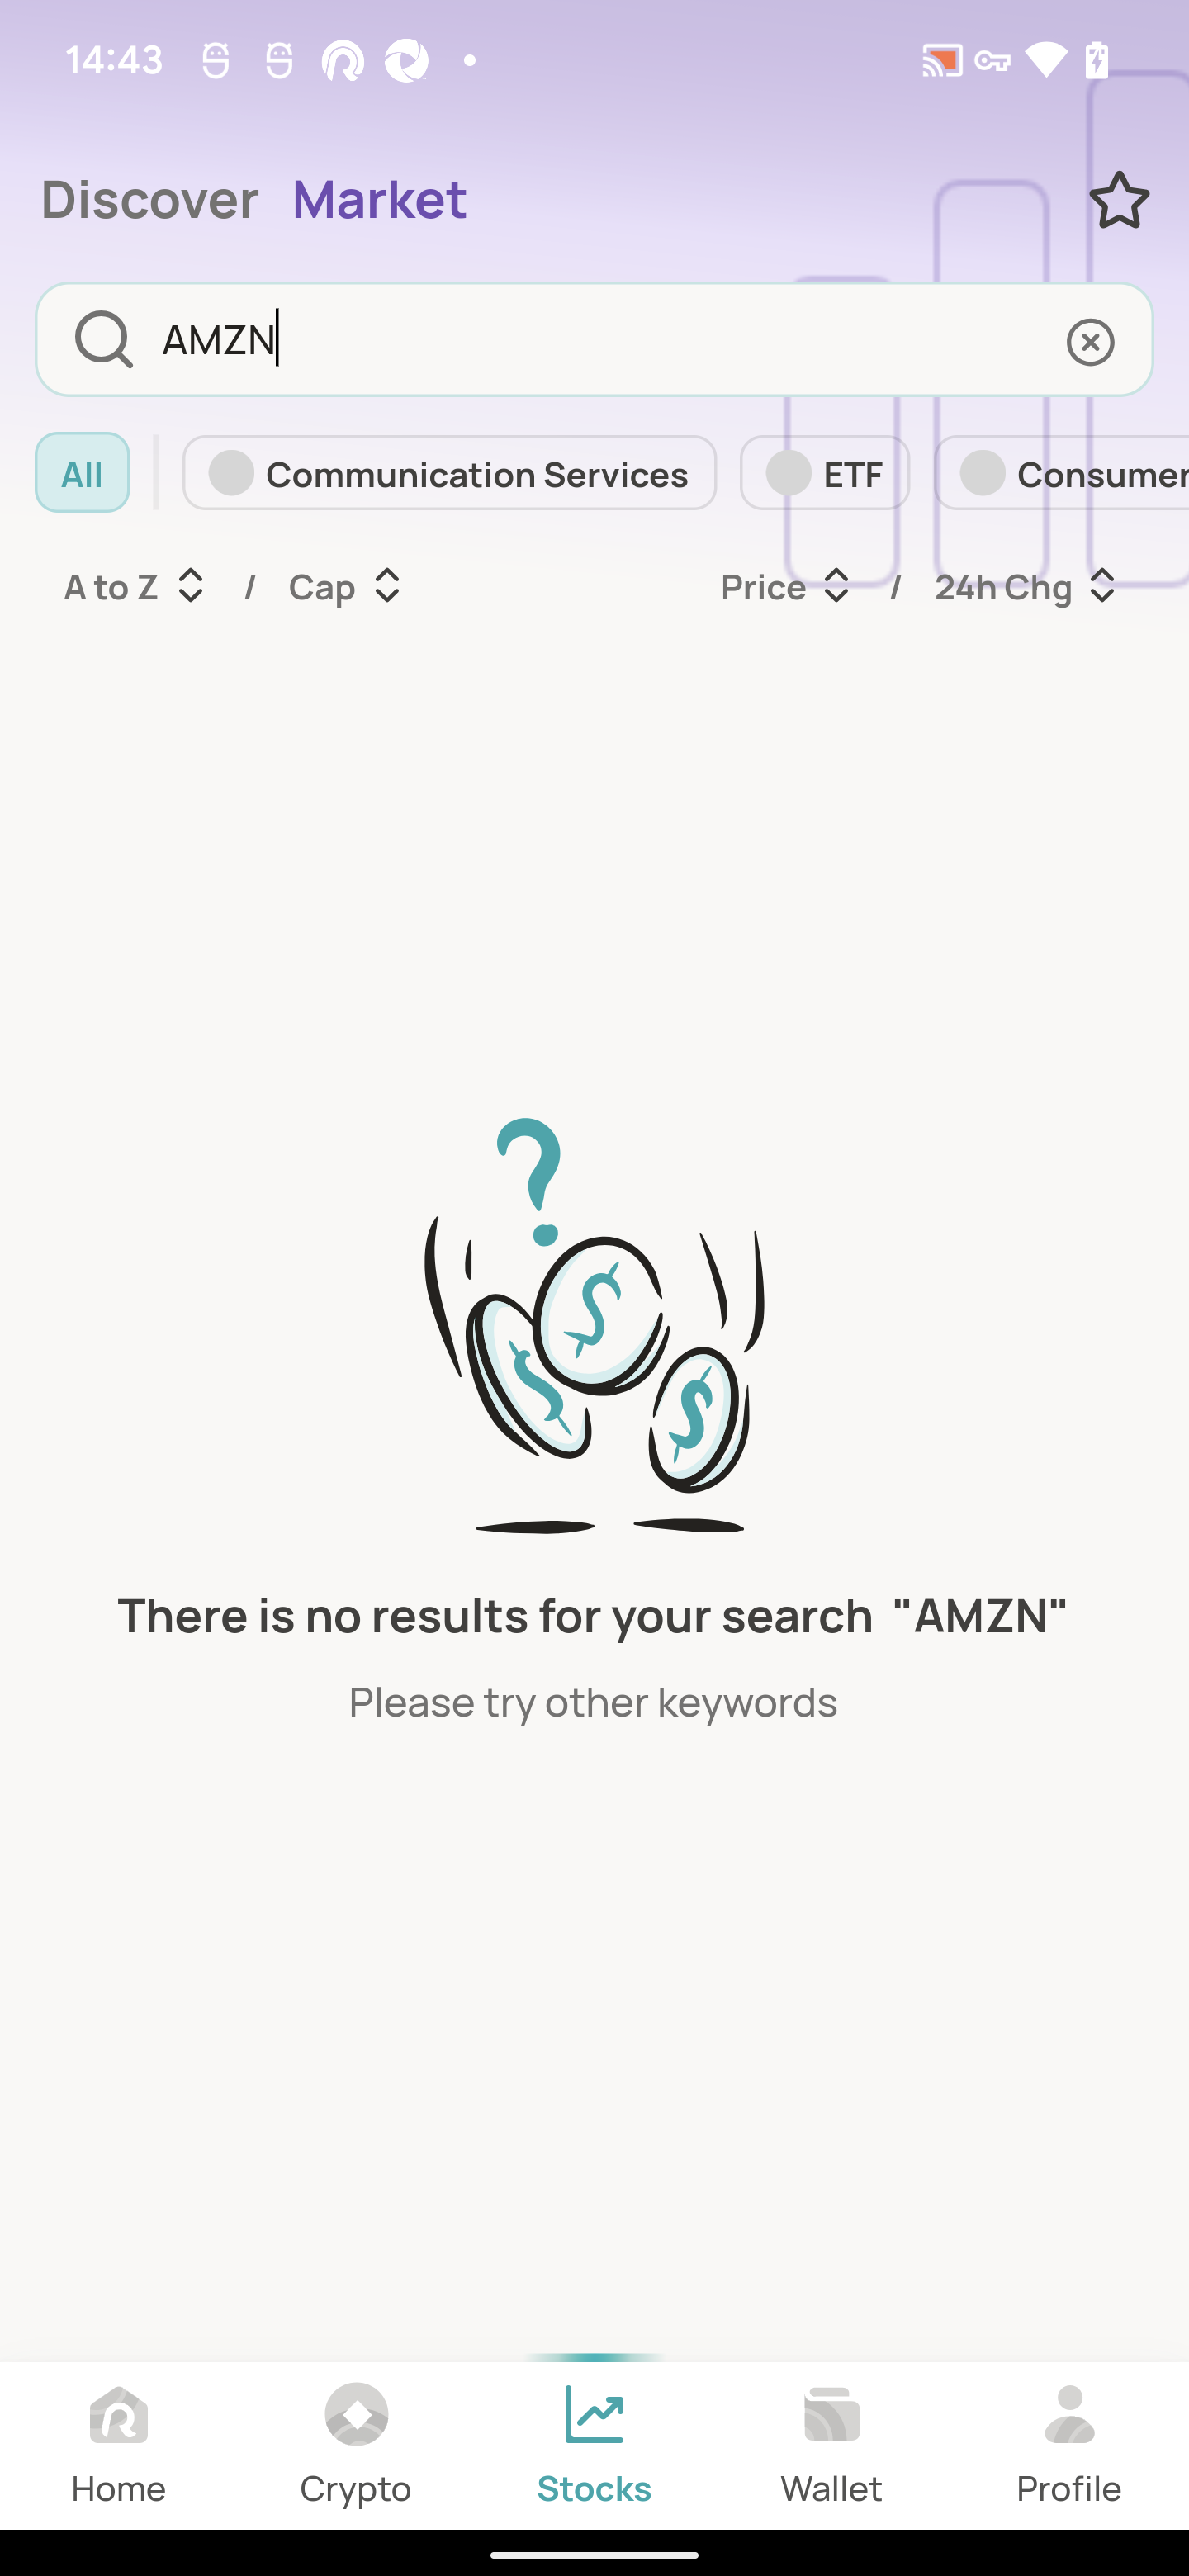 14:43
Discover Market
AMZN
All Communication Services ETF Consumer
A to Z / Cap Price / 24h Chg
There is no results for your search "AMZN"
Please try other keywords
Home Crypto Stocks Wallet Profile